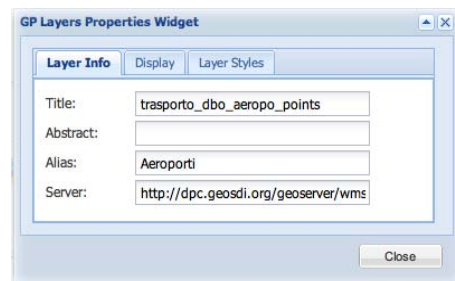 GP Layers Properties Widget
Layer Info Display Layer Styles
Title: trasporto_dbo_aeropo_points
Abstract:
Alias: Aeroporti
Server: http://dpc.geosdi.org/geoserver/wms
Close